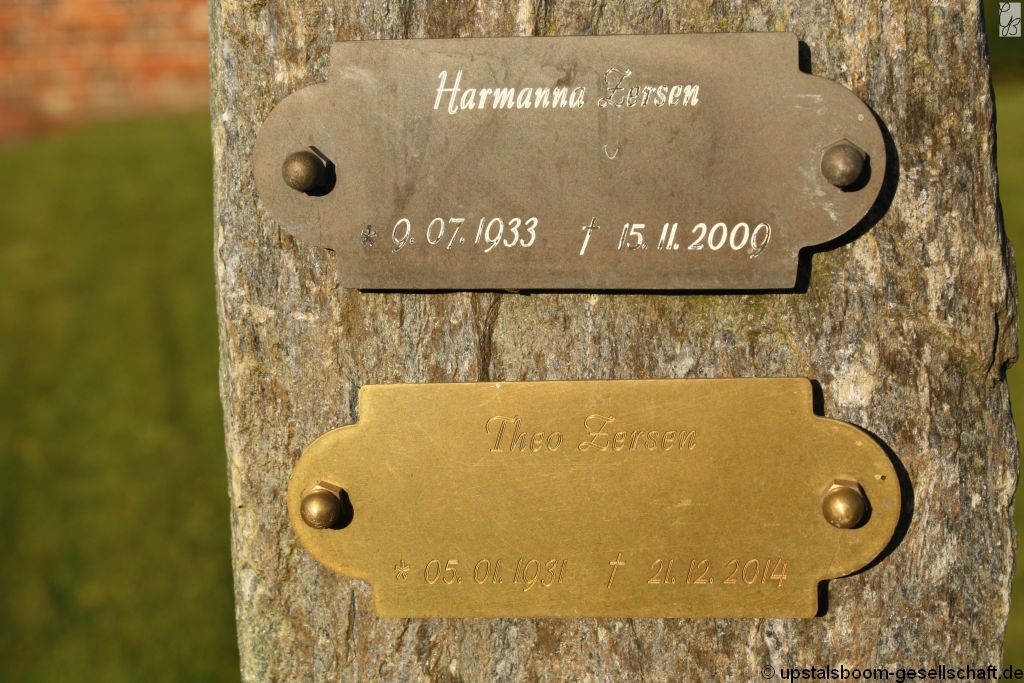 Harmanna Zersen
* 9. 07. 1933 † 15. 11. 2009
Theo Zersen
* 05. 01. 1931 † 21. 12. 2014
© upstalsboom-gesellschaft.de